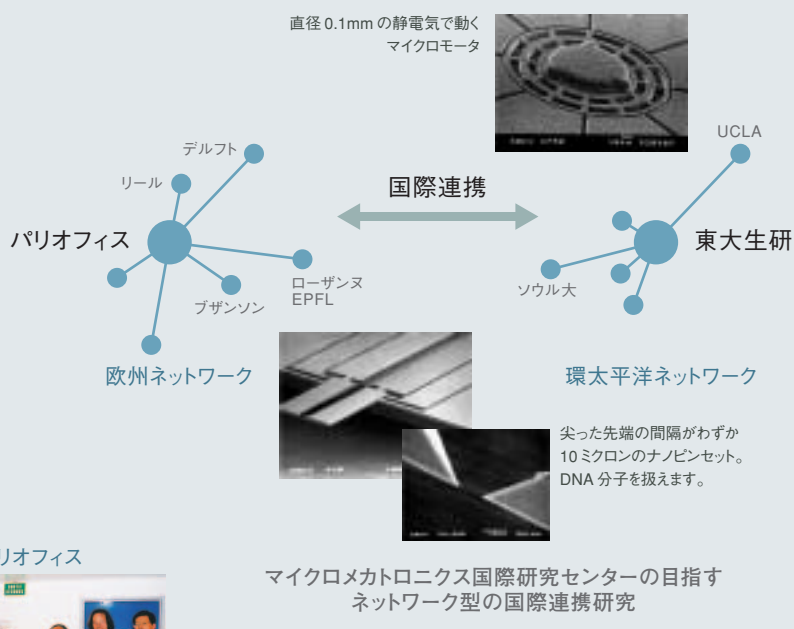 直径 0.1mm の静電気で動く
マイクロモータ
UCLA
デルフト
リール
国際連携
パリオフィス
東大生研
ローザンヌ
EPFL
ソウル大
ブザンソン
欧州ネットワーク
環太平洋ネットワーク
尖った先端の間隔がわずか
10 ミクロンのナノピンセット。
DNA 分子を扱えます。
リオフィス
マイクロメカトロニクス国際研究センターの目指す
ネットワーク型の国際連携研究